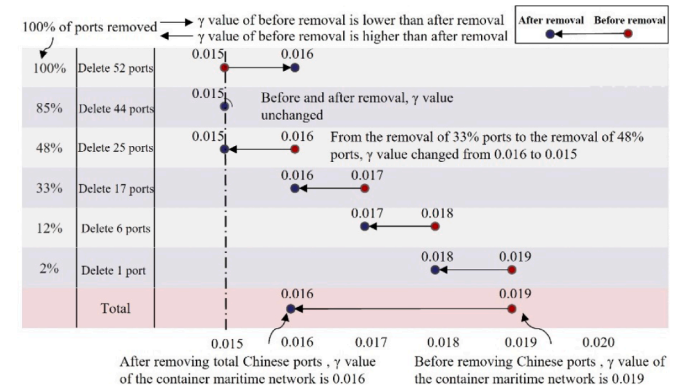 100% of ports removed
γ value of before removal is lower than after removal
γ value of before removal is higher than after removal
After removal Before removal
100% Delete 52 ports 0.015 0.016
85% Delete 44 ports 0.015 Before and after removal, γ value
unchanged
48% Delete 25 ports 0.015 0.016 From the removal of 33% ports to the removal of 48%
ports, γ value changed from 0.016 to 0.015
33% Delete 17 ports 0.016 0.017
12% Delete 6 ports 0.017 0.018
2% Delete 1 port 0.018 0.019
Total 0.016 0.019
0.015 0.016 0.017 0.018 0.019 0.020
After removing total Chinese ports , γ value
of the container maritime network is 0.016
Before removing Chinese ports , γ value of
the container maritime network is 0.019